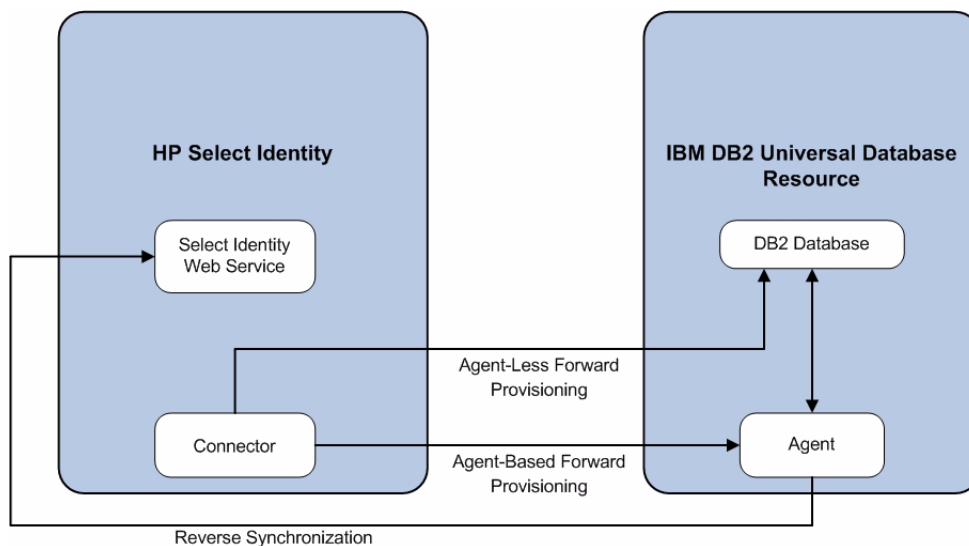 HP Select Identity
IBM DB2 Universal Database
Resource
Select Identity
Web Service
DB2 Database
Agent-Less Forward
Provisioning
Connector
Agent-Based Forward
Provisioning
Agent
Reverse Synchronization